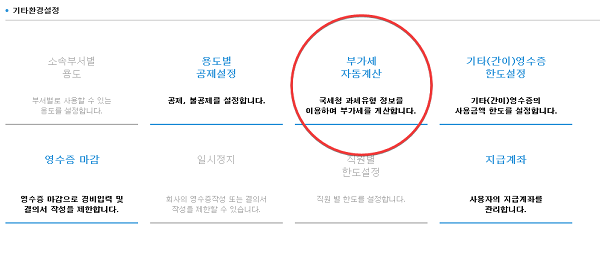 기타환경설정
소속부서별
용도
부서별로 사용할 수 있는
용도를 설정합니다.
용도별
공제설정
공제, 불공제를 설정합니다.
부가세
자동계산
국세청 과세유형 정보를
이용하여 부가세를 계산합니다.
기타(간이)영수증
한도설정
기타(간이)영수증의
사용금액 한도를 설정합니다.
영수증 마감
영수증 마감으로 경비입력 및
결의서 작성을 제한합니다.
일시정지
회사의 영수증작성 또는 결의서
작성을 제한할 수 있습니다.
직원별
한도설정
직원 별 한도를 설정합니다.
지급계좌
사용자의 지급계좌를
관리합니다.